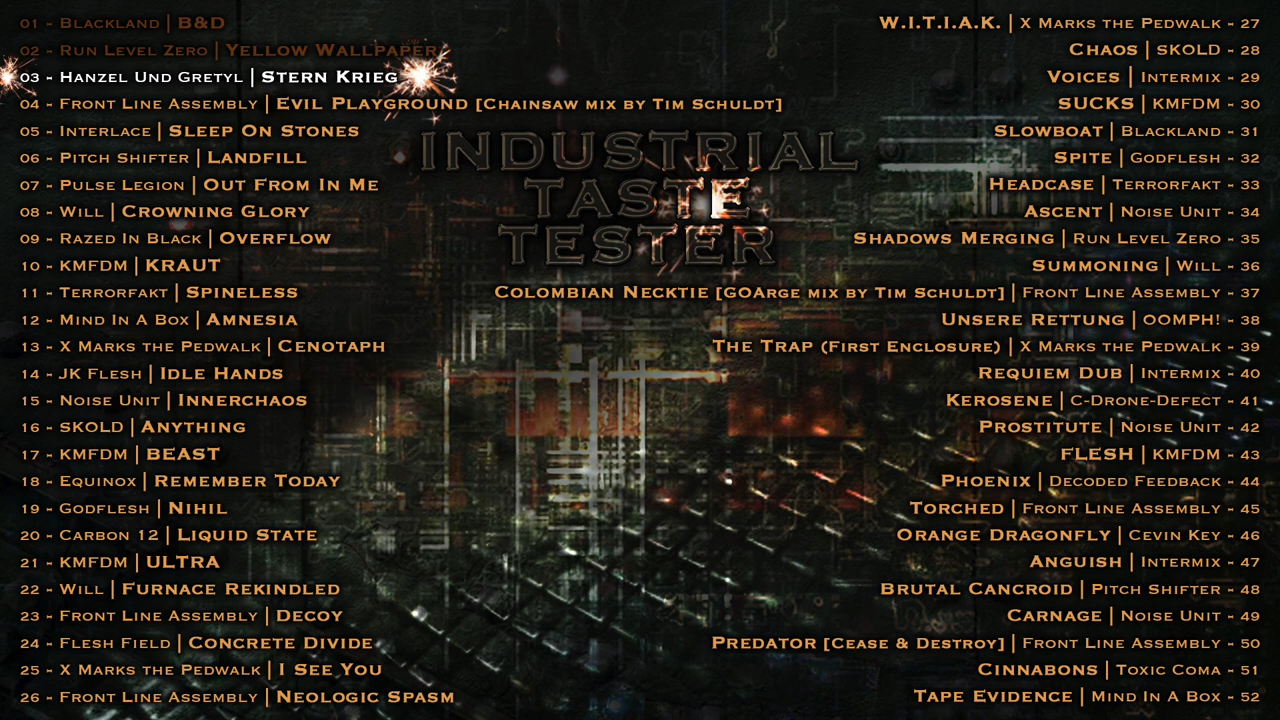 01 - Blackland | B&D
02 - Run Level Zero | Yellow Wallpaper
03 - Hanzel Und Gretyl | Stern Krieg
04 - Front Line Assembly | Evil Playground [Chainsaw mix by Tim Schuldt]
05 - Interlace | Sleep On Stones
06 - Pitch Shifter | Landfill
07 - Pulse Legion | Out From In Me
08 - Will | Crowning Glory
09 - Razed In Black | Overflow
10 - KMFDM | KRAUT
11 - Terrorfakt | Spineless
12 - Mind In A Box | Amnesia
13 - X Marks the Pedwalk | Cenotaph
14 - JK Flesh | Idle Hands
15 - Noise Unit | Innerchaos
16 - SKOLD | Anything
17 - KMFDM | BEAST
18 - Equinox | Remember Today
19 - Godflesh | Nihil
20 - Carbon 12 | Liquid State
21 - KMFDM | ULTRA
22 - Will | Furnace Rekindled
23 - Front Line Assembly | Decoy
24 - Flesh Field | Concrete Divide
25 - X Marks the Pedwalk | I See You
26 - Front Line Assembly | Neologic Spasm
INDUSTRIAL
TASTE
TESTER
W.I.T.I.A.K. | X Marks the Pedwalk - 27
Chaos | SKOLD - 28
Voices | Intermix - 29
SUCKS | KMFDM - 30
Slowboat | Blackland - 31
Spite | Godflesh - 32
Headcase | Terrorfakt - 33
Ascent | Noise Unit - 34
Shadows Merging | Run Level Zero - 35
Summoning | Will - 36
Colombian Necktie [GOArge mix by Tim Schuldt] | Front Line Assembly - 37
Unsere Rettung | OOMPH! - 38
The Trap (First Enclosure) | X Marks the Pedwalk - 39
Requiem Dub | Intermix - 40
Kerosene | C-Drone-Defect - 41
Prostitute | Noise Unit - 42
FLESH | KMFDM - 43
Phoenix | Decoded Feedback - 44
Torched | Front Line Assembly - 45
Orange Dragonfly | Cevin Key - 46
Anguish | Intermix - 47
Brutal Cancroid | Pitch Shifter - 48
Carnage | Noise Unit - 49
Predator [Cease & Destroy] | Front Line Assembly - 50
Cinnabons | Toxic Coma - 51
Tape Evidence | Mind In A Box - 52